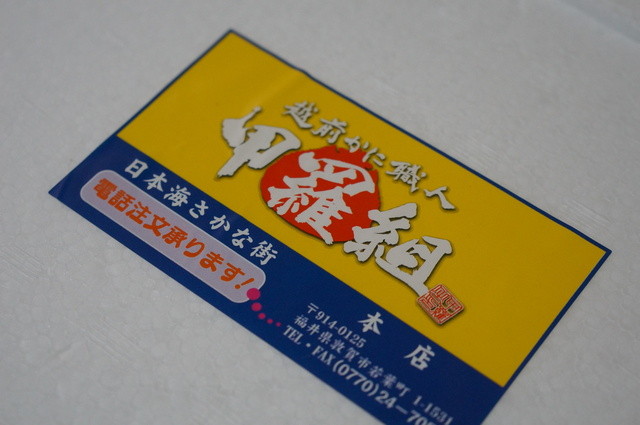 越前かに職人
甲羅組
日本海さかな街
電話注文承ります!
本店
〒914-0125
福井県敦賀市若葉町 1-1531
TEL・FAX(0770)24-70